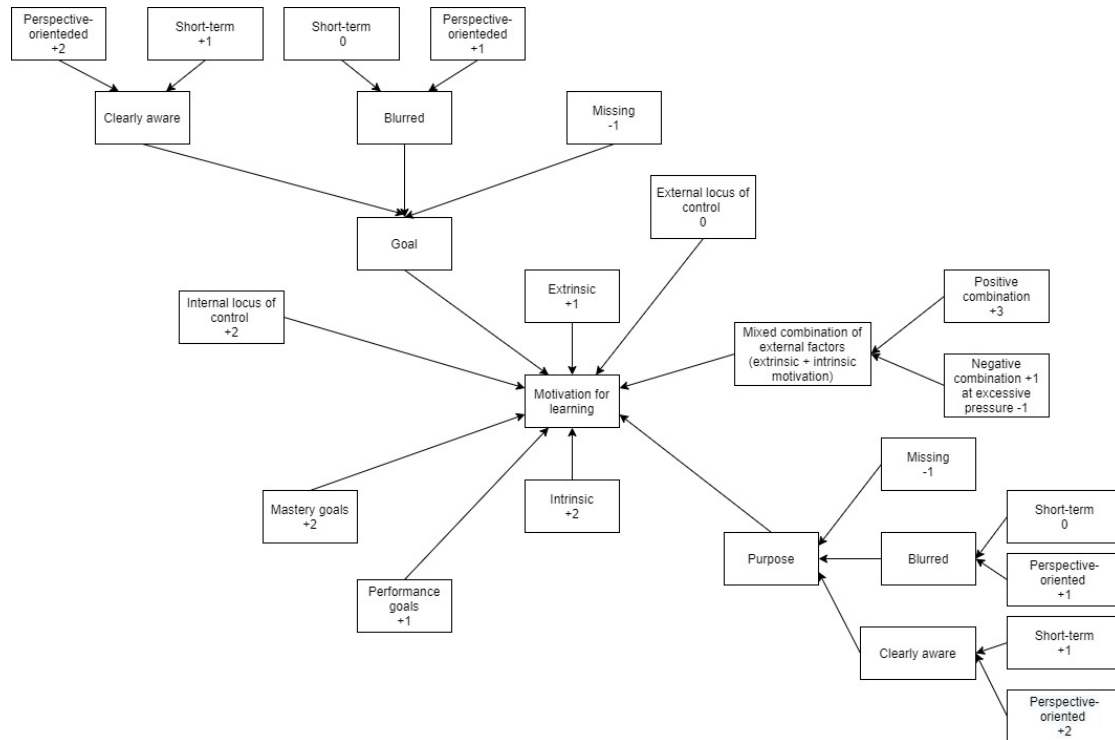 Perspective-
orienteded
+2
Short-term
+1
Short-term
0
Perspective-
orienteded
+1
Clearly aware
Blurred
Missing
-1
External locus of
control
0
Goal
Internal locus of
control
+2
Extrinsic
+1
Positive
combination
+3
Mixed combination of
external factors
(extrinsic + intrinsic
motivation)
Negative
combination +1
at excessive
pressure -1
Motivation for
learning
Missing
-1
Mastery goals
+2
Intrinsic
+2
Short-term
0
Purpose
Blurred
Performance
goals
+1
Perspective-
oriented
+1
Short-term
+1
Clearly aware
Perspective-
oriented
+2